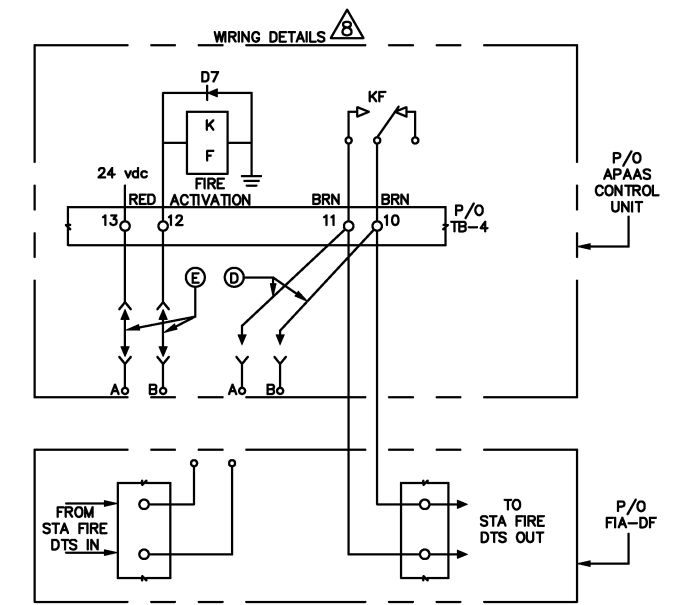 WIRING DETAILS 8
D7
K
F
KF
24 vdc
FIRE
RED ACTIVATION
BRN BRN
13 12 11 10
P/O
TB-4
P/O
APAAS
CONTROL
UNIT
E D
A B A B
FROM
STA FIRE
DTS IN
TO
STA FIRE
DTS OUT
P/O
FIA-DF